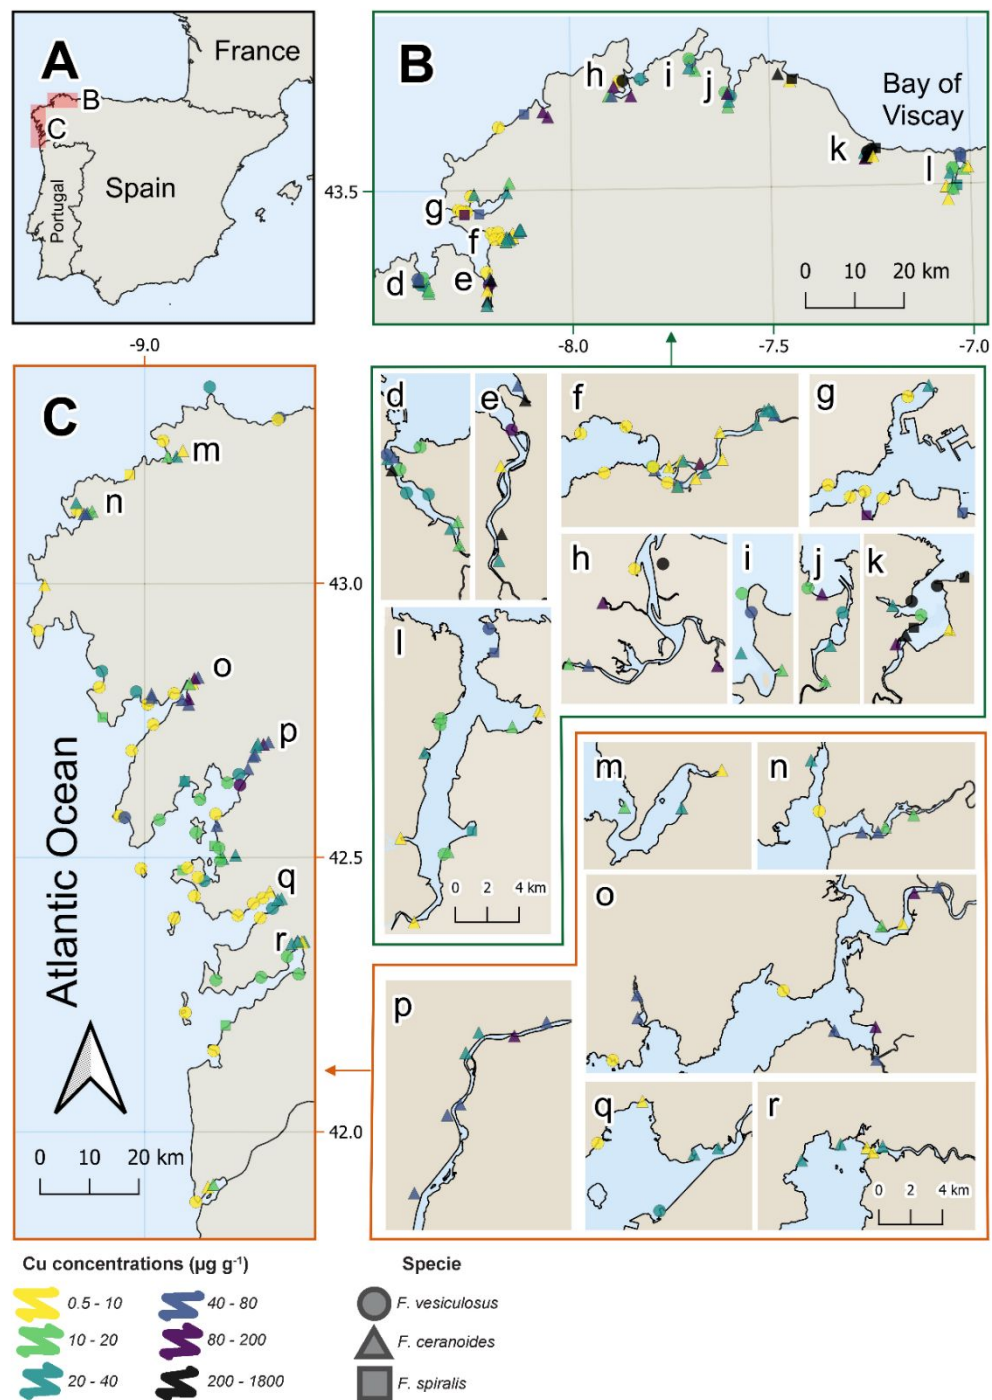 A
France
B
C
Portugal
Spain
B
h
i
j
Bay of
Viscay
k
l
g
f
d
e
43.5
0 10 20 km
-9.0
-8.0
-7.5
-7.0
C
m
n
o
p
q
r
Atlantic Ocean
0 10 20 km
43.0
42.5
42.0
d
e
f
g
h
i
j
k
l
0 2 4 km
m
n
o
p
q
r
0 2 4 km
Cu concentrations (µg g⁻¹)
0.5 - 10
10 - 20
20 - 40
40 - 80
80 - 200
200 - 1800
Specie
F. vesiculosus
F. ceranoides
F. spiralis